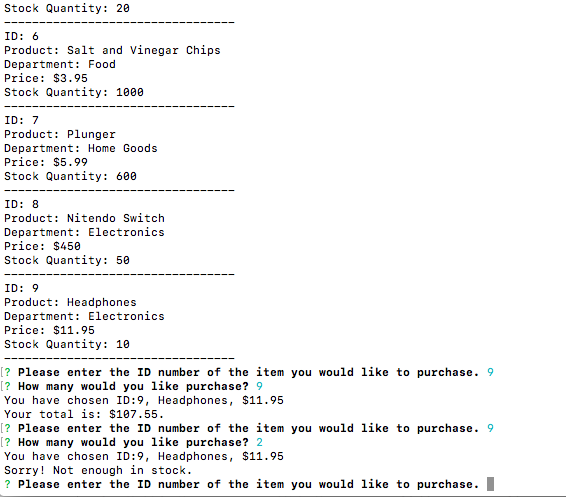 Stock Quantity: 20
---------------------------------
ID: 6
Product: Salt and Vinegar Chips
Department: Food
Price: $3.95
Stock Quantity: 1000
---------------------------------
ID: 7
Product: Plunger
Department: Home Goods
Price: $5.99
Stock Quantity: 600
---------------------------------
ID: 8
Product: Nitendo Switch
Department: Electronics
Price: $450
Stock Quantity: 50
---------------------------------
ID: 9
Product: Headphones
Department: Electronics
Price: $11.95
Stock Quantity: 10
---------------------------------
[? Please enter the ID number of the item you would like to purchase. 9
[? How many would you like purchase? 9
You have chosen ID:9, Headphones, $11.95
Your total is: $107.55.
[? Please enter the ID number of the item you would like to purchase. 9
[? How many would you like purchase? 2
You have chosen ID:9, Headphones, $11.95
Sorry! Not enough in stock.
? Please enter the ID number of the item you would like to purchase.